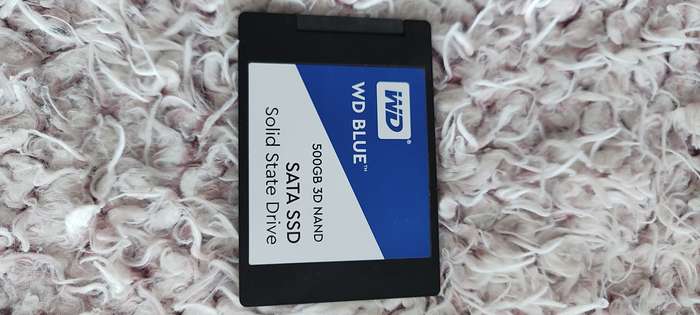 WD
WD BLUE™
500GB 3D NAND
SATA SSD
Solid State Drive